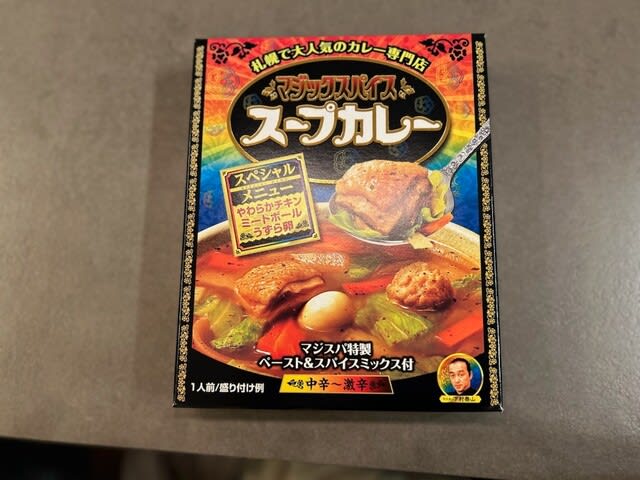 札幌で大人気のカレー専門店
マジックスパイス
スープカレー
スペシャル
メニュー
やわらかチキン
ミートボール
うずら卵
マジスパ特製
ペースト&スパイスミックス付
中辛〜激辛
1人前/盛り付け例
下村泰山